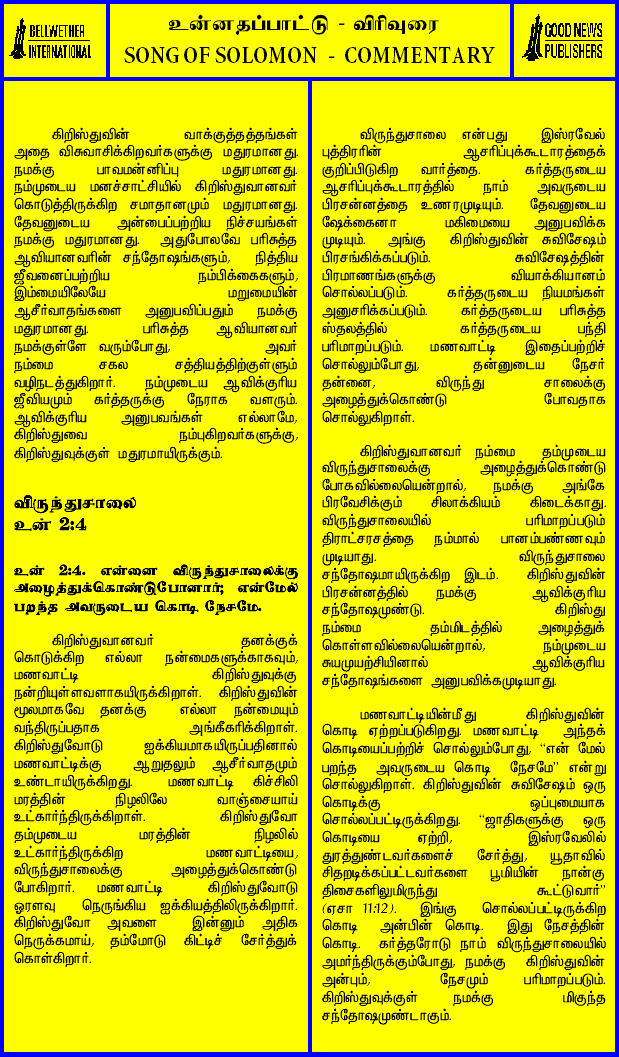 BELLWETHER
INTERNATIONAL
உன்னதப்பாட்டு - விரிவுரை
SONG OF SOLOMON - COMMENTARY
GOOD NEWS
PUBLISHERS
கிறிஸ்துவின் வாக்குத்தத்தங்கள்
அதை விசுவாசிக்கிறவர்களுக்கு மதுரமானது.
நமக்கு பாவமன்னிப்பு மதுரமானது.
நம்முடைய மனச்சாட்சியில் கிறிஸ்துவானவர்
கொடுத்திருக்கிற சமாதானமும் மதுரமானது.
தேவனுடைய அன்பைப்பற்றிய நிச்சயங்கள்
நமக்கு மதுரமானது. அதுபோலவே பரிசுத்த
ஆவியானவரின் சந்தோஷங்களும், நித்திய
ஜீவனைப்பற்றிய நம்பிக்கைகளும்,
இம்மையிலேயே மறுமையின்
ஆசீர்வாதங்களை அனுபவிப்பதும் நமக்கு
மதுரமானது. பரிசுத்த ஆவியானவர்
நமக்குள்ளே வரும்போது, அவர்
நம்மை சகல சத்தியத்திற்குள்ளும்
வழிநடத்துகிறார். நம்முடைய ஆவிக்குரிய
ஜீவியமும் கர்த்தருக்கு நேராக வளரும்.
ஆவிக்குரிய அனுபவங்கள் எல்லாமே,
கிறிஸ்துவை நம்புகிறவர்களுக்கு,
கிறிஸ்துவுக்குள் மதுரமாயிருக்கும்.
விருந்துசாலை
உன் 2:4
உன் 2:4. என்னை விருந்துசாலைக்கு
அழைத்துக்கொண்டுபோனார்; என்மேல்
பறந்த அவருடைய கொடி நேசமே.
கிறிஸ்துவானவர் தனக்குக்
கொடுக்கிற எல்லா நன்மைகளுக்காகவும்,
மணவாட்டி கிறிஸ்துவுக்கு
நன்றியுள்ளவளாகயிருக்கிறாள். கிறிஸ்துவின்
மூலமாகவே தனக்கு எல்லா நன்மையும்
வந்திருப்பதாக அங்கீகரிக்கிறாள்.
கிறிஸ்துவோடு ஐக்கியமாகயிருப்பதினால்
மணவாட்டிக்கு ஆறுதலும் ஆசீர்வாதமும்
உண்டாயிருக்கிறது. மணவாட்டி கிச்சிலி
மரத்தின் நிழலிலே வாஞ்சையாய்
உட்கார்ந்திருக்கிறாள். கிறிஸ்துவோ
தம்முடைய மரத்தின் நிழலில்
உட்கார்ந்திருக்கிற மணவாட்டியை,
விருந்துசாலைக்கு அழைத்துக்கொண்டு
போகிறார். மணவாட்டி கிறிஸ்துவோடு
ஓரளவு நெருங்கிய ஐக்கியத்திலிருக்கிறார்.
கிறிஸ்துவோ அவளை இன்னும் அதிக
நெருக்கமாய், தம்மோடு கிட்டிச் சேர்த்துக்
கொள்கிறார்.
விருந்துசாலை என்பது இஸ்ரவேல்
புத்திரரின் ஆசரிப்புக்கூடாரத்தைக்
குறிப்பிடுகிற வார்த்தை. கர்த்தருடைய
ஆசரிப்புக்கூடாரத்தில் நாம் அவருடைய
பிரசன்னத்தை உணரமுடியும். தேவனுடைய
ஷேக்கைனா மகிமையை அனுபவிக்க
முடியும். அங்கு கிறிஸ்துவின் சுவிசேஷம்
பிரசங்கிக்கப்படும். சுவிசேஷத்தின்
பிரமாணங்களுக்கு வியாக்கியானம்
சொல்லப்படும். கர்த்தருடைய நியமங்கள்
அனுசரிக்கப்படும். கர்த்தருடைய பரிசுத்த
ஸ்தலத்தில் கர்த்தருடைய பந்தி
பரிமாறப்படும். மணவாட்டி இதைப்பற்றிச்
சொல்லும்போது, தன்னுடைய நேசர்
தன்னை, விருந்து சாலைக்கு
அழைத்துக்கொண்டு போவதாக
சொல்லுகிறாள்.
கிறிஸ்துவானவர் நம்மை தம்முடைய
விருந்துசாலைக்கு அழைத்துக்கொண்டு
போகவில்லையென்றால், நமக்கு அங்கே
பிரவேசிக்கும் சிலாக்கியம் கிடைக்காது.
விருந்துசாலையில் பரிமாறப்படும்
திராட்சரசத்தை நம்மால் பானம்பண்ணவும்
முடியாது. விருந்துசாலை
சந்தோஷமாயிருக்கிற இடம். கிறிஸ்துவின்
பிரசன்னத்தில் நமக்கு ஆவிக்குரிய
சந்தோஷமுண்டு. கிறிஸ்து
நம்மை தம்மிடத்தில் அழைத்துக்
கொள்ளவில்லையென்றால், நம்முடைய
சுயமுயற்சியினால் ஆவிக்குரிய
சந்தோஷங்களை அனுபவிக்கமுடியாது.
மணவாட்டியின்மீது கிறிஸ்துவின்
கொடி ஏற்றப்படுகிறது. மணவாட்டி அந்தக்
கொடியைப்பற்றிச் சொல்லும்போது, “என் மேல்
பறந்த அவருடைய கொடி நேசமே” என்று
சொல்லுகிறாள். கிறிஸ்துவின் சுவிசேஷம் ஒரு
கொடிக்கு ஒப்புமையாக
சொல்லப்பட்டிருக்கிறது. “ஜாதிகளுக்கு ஒரு
கொடியை ஏற்றி, இஸ்ரவேலில்
துரத்துண்டவர்களைச் சேர்த்து, யூதாவில்
சிதறடிக்கப்பட்டவர்களை பூமியின் நான்கு
திசைகளிலுமிருந்து கூட்டுவார்”
(ஏசா 11:12). இங்கு சொல்லப்பட்டிருக்கிற
கொடி அன்பின் கொடி. இது நேசத்தின்
கொடி. கர்த்தரோடு நாம் விருந்துசாலையில்
அமர்ந்திருக்கும்போது, நமக்கு கிறிஸ்துவின்
அன்பும், நேசமும் பரிமாறப்படும்.
கிறிஸ்துவுக்குள் நமக்கு மிகுந்த
சந்தோஷமுண்டாகும்.